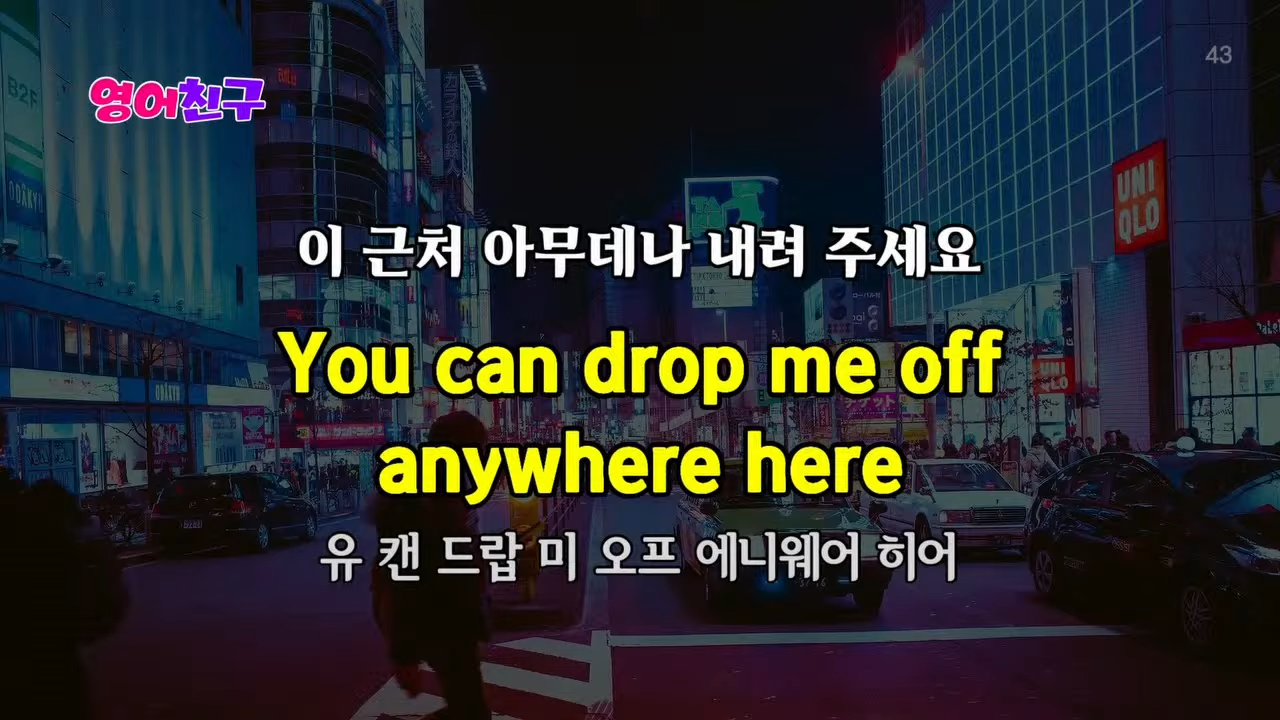 43
영어친구
B2F
ODAKYU
UNI
QLO
이 근처 아무데나 내려 주세요
You can drop me off
anywhere here
유 캔 드랍 미 오프 에니웨어 히어